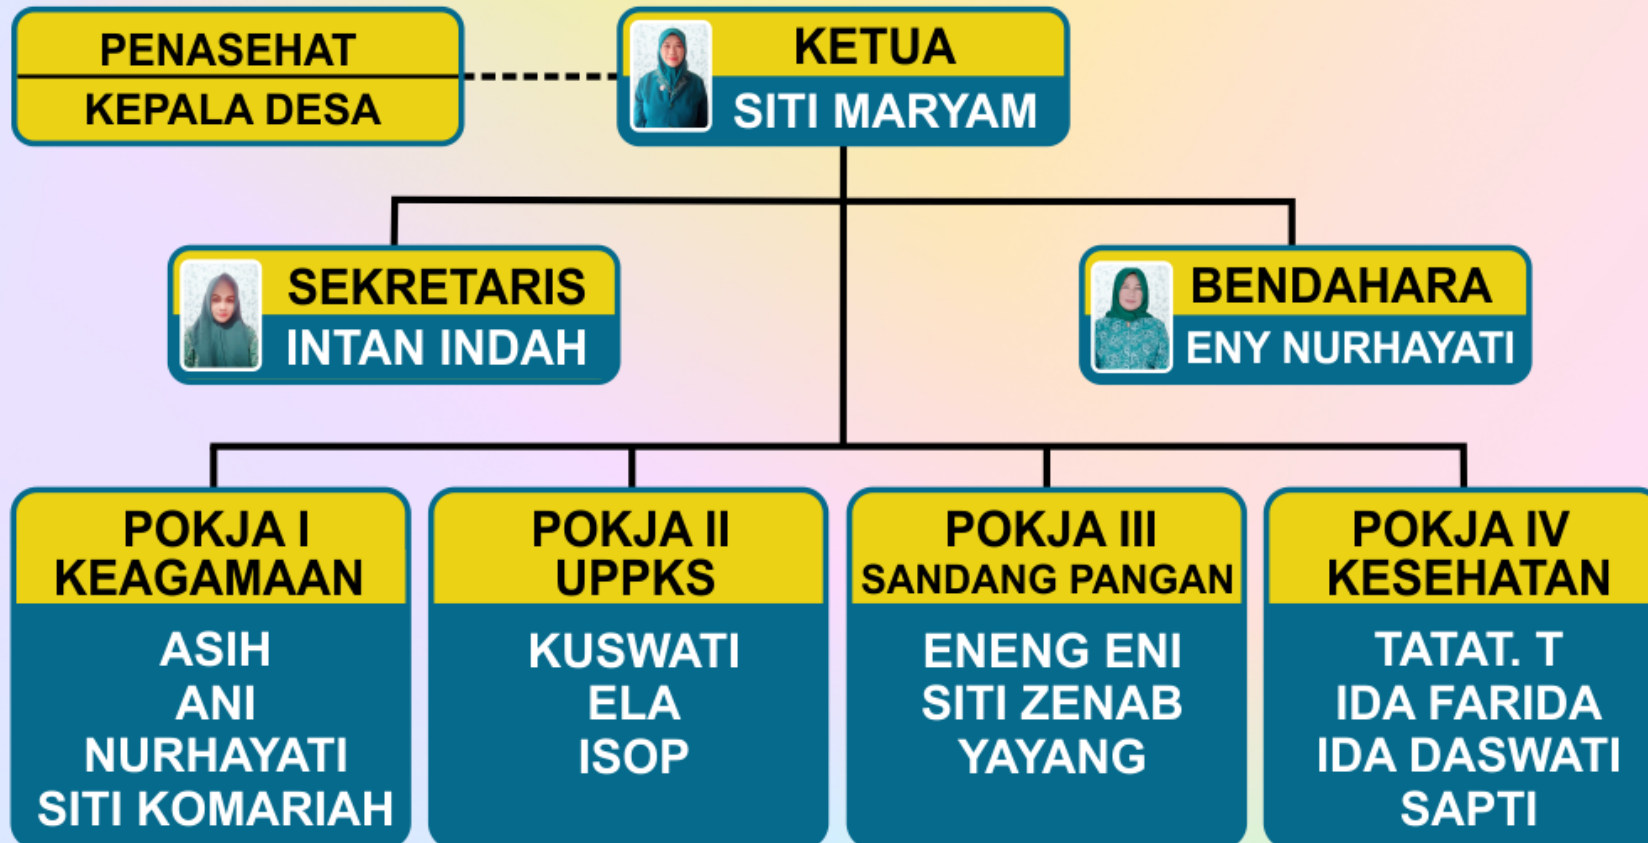 PENASEHAT
KEPALA DESA
KETUA
SITI MARYAM
SEKRETARIS
INTAN INDAH
BENDAHARA
ENY NURHAYATI
POKJA I
KEAGAMAAN
ASIH
ANI
NURHAYATI
SITI KOMARIAH
POKJA II
UPPKS
KUSWATI
ELA
ISOP
POKJA III
SANDANG PANGAN
ENENG ENI
SITI ZENAB
YAYANG
POKJA IV
KESEHATAN
TATAT. T
IDA FARIDA
IDA DASWATI
SAPTI